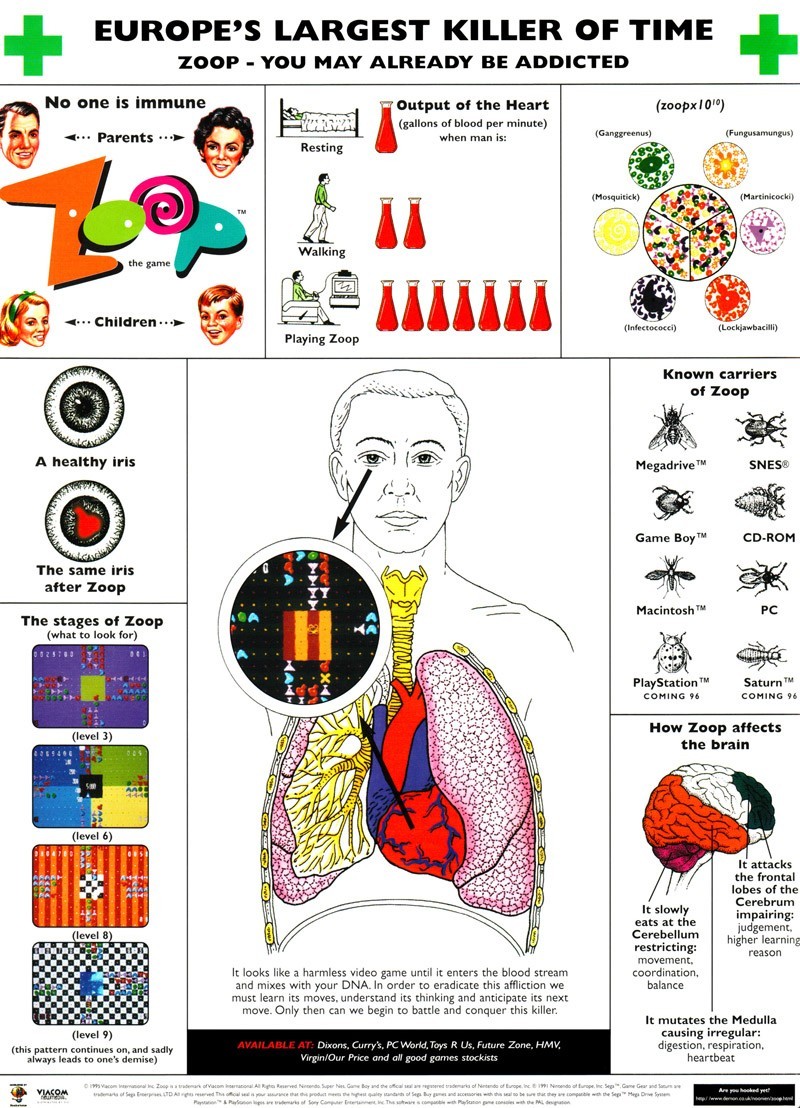 EUROPE'S LARGEST KILLER OF TIME
ZOOP - YOU MAY ALREADY BE ADDICTED
No one is immune
Parents
ZOOP™
the game
Children
Output of the Heart
(gallons of blood per minute)
when man is:
Resting
Walking
Playing Zoop
(zoopx10¹⁰)
(Ganggreenus)
(Fungusamungus)
(Mosquitick)
(Martinicocki)
(Infectococci)
(Lockjawbacilli)
A healthy iris
The same iris
after Zoop
The stages of Zoop
(what to look for)
(level 3)
(level 6)
(level 8)
(level 9)
(this pattern continues on, and sadly
always leads to one's demise)
It looks like a harmless video game until it enters the blood stream
and mixes with your DNA. In order to eradicate this affliction we
must learn its moves, understand its thinking and anticipate its next
move. Only then can we begin to battle and conquer this killer.
AVAILABLE AT: Dixons, Curry's, PC World, Toys R Us, Future Zone, HMV,
Virgin/Our Price and all good games stockists
Known carriers
of Zoop
Megadrive™
SNES®
Game Boy™
CD-ROM
Macintosh™
PC
PlayStation™
COMING 96
Saturn™
COMING 96
How Zoop affects
the brain
It attacks
the frontal
lobes of the
Cerebrum
impairing:
judgement,
higher learning
reason
It slowly
eats at the
Cerebellum
restricting:
movement,
coordination,
balance
It mutates the Medulla
causing irregular:
digestion, respiration,
heartbeat
VIACOM
newmedia
© 1995 Viacom International Inc. Zoop is a trademark of Viacom International. All Rights Reserved. Nintendo, Super Nes, Game Boy and the official seal are registered trademarks of Nintendo of Europe, Inc. © 1991 Nintendo of Europe, Inc. Sega™, Game Gear and Saturn are
trademarks of Sega Enterprises, LTD. All rights reserved. This official seal is your assurance that this product meets the highest quality standards of Sega. Buy games and accessories with this seal to be sure that they are compatible with the Sega™ Mega Drive System.
Playstation™ & PlayStation logos are trademarks of Sony Computer Entertainment, Inc. This software is compatible with PlayStation game consoles with the PAL designation.
Are you hooked yet?